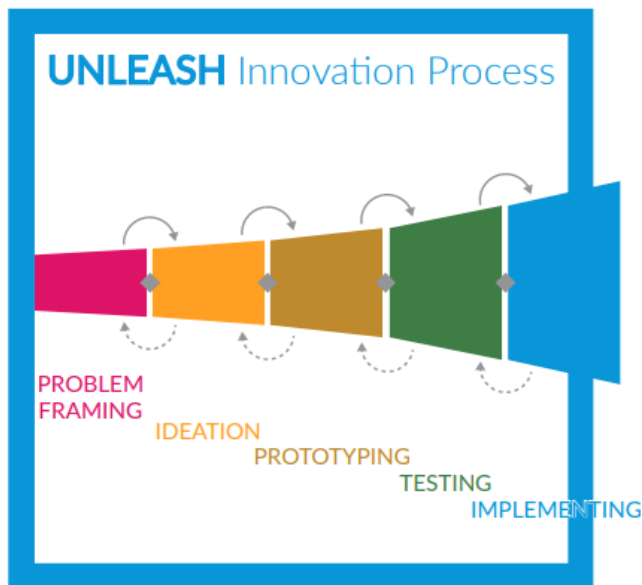 UNLEASH Innovation Process
PROBLEM
FRAMING
IDEATION
PROTOTYPING
TESTING
IMPLEMENTING